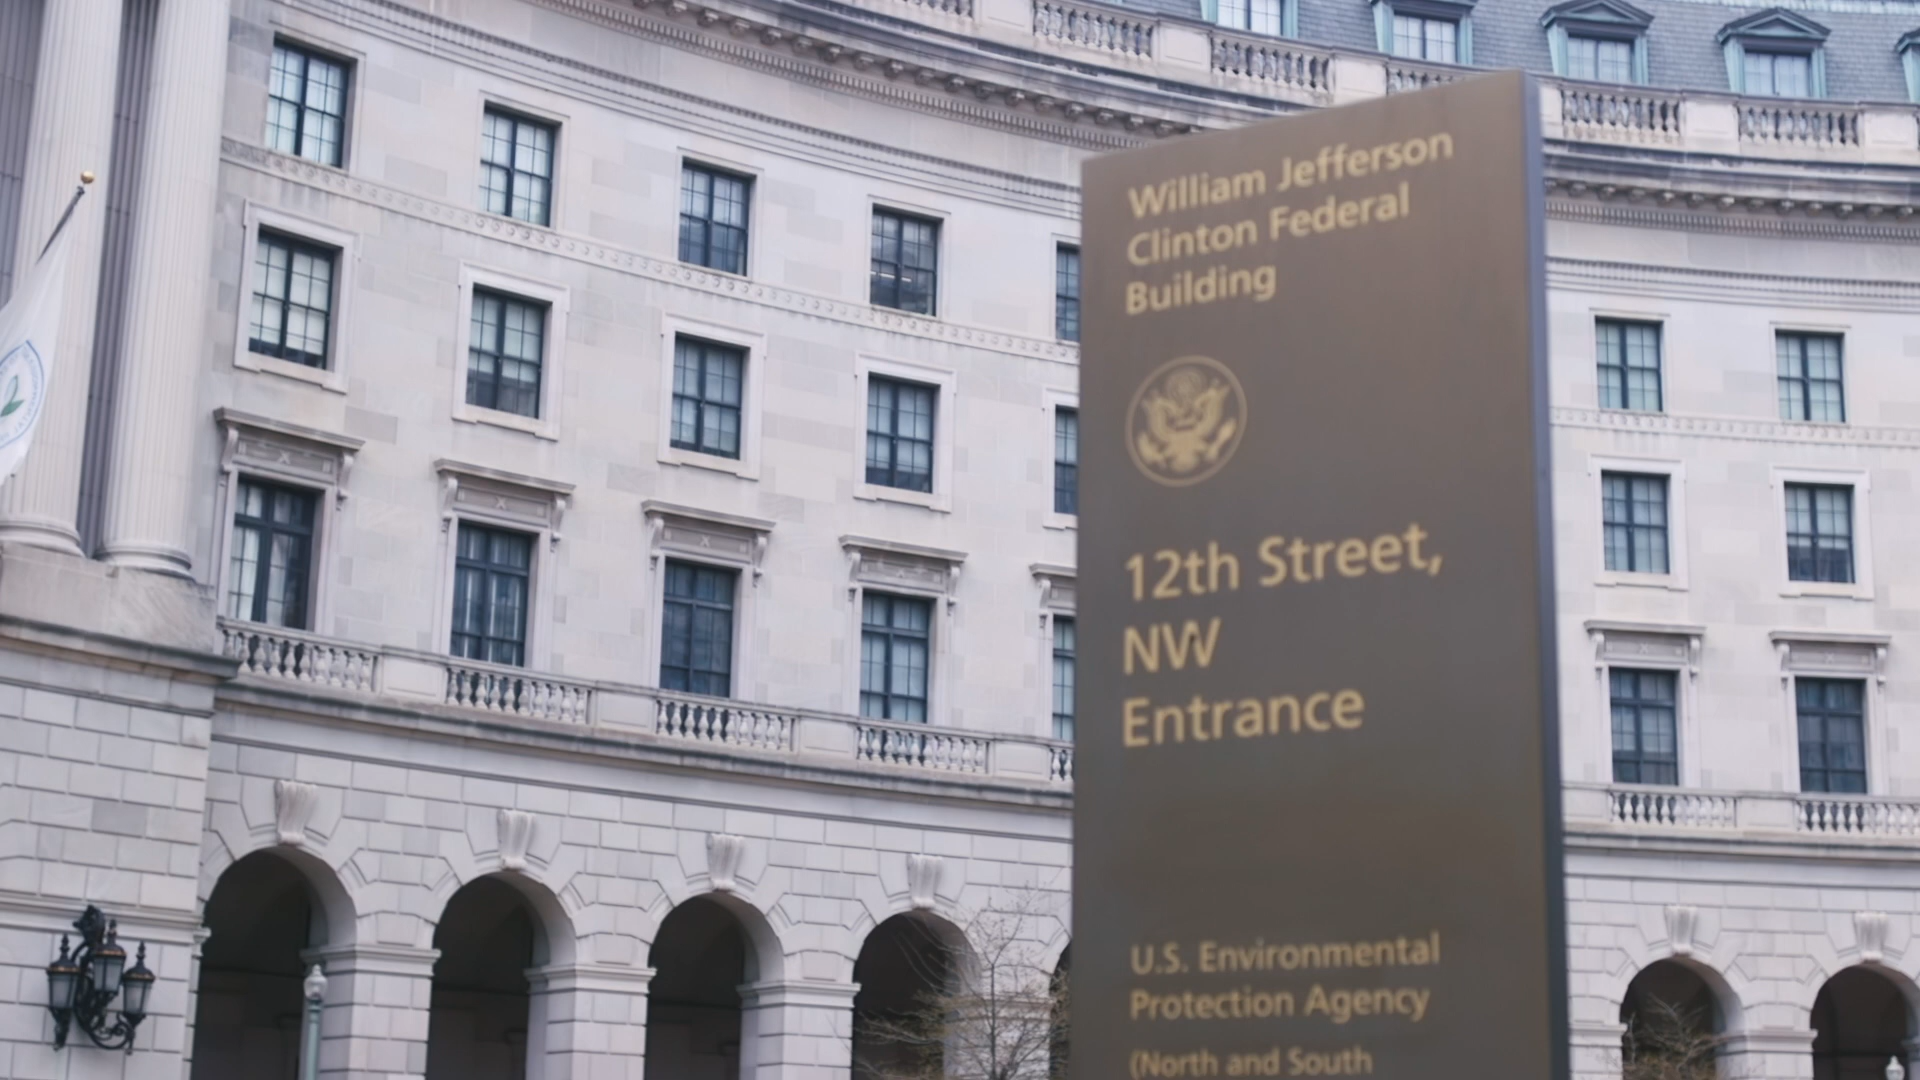 William Jefferson
Clinton Federal
Building
12th Street,
NW
Entrance
U.S. Environmental
Protection Agency
(North and South